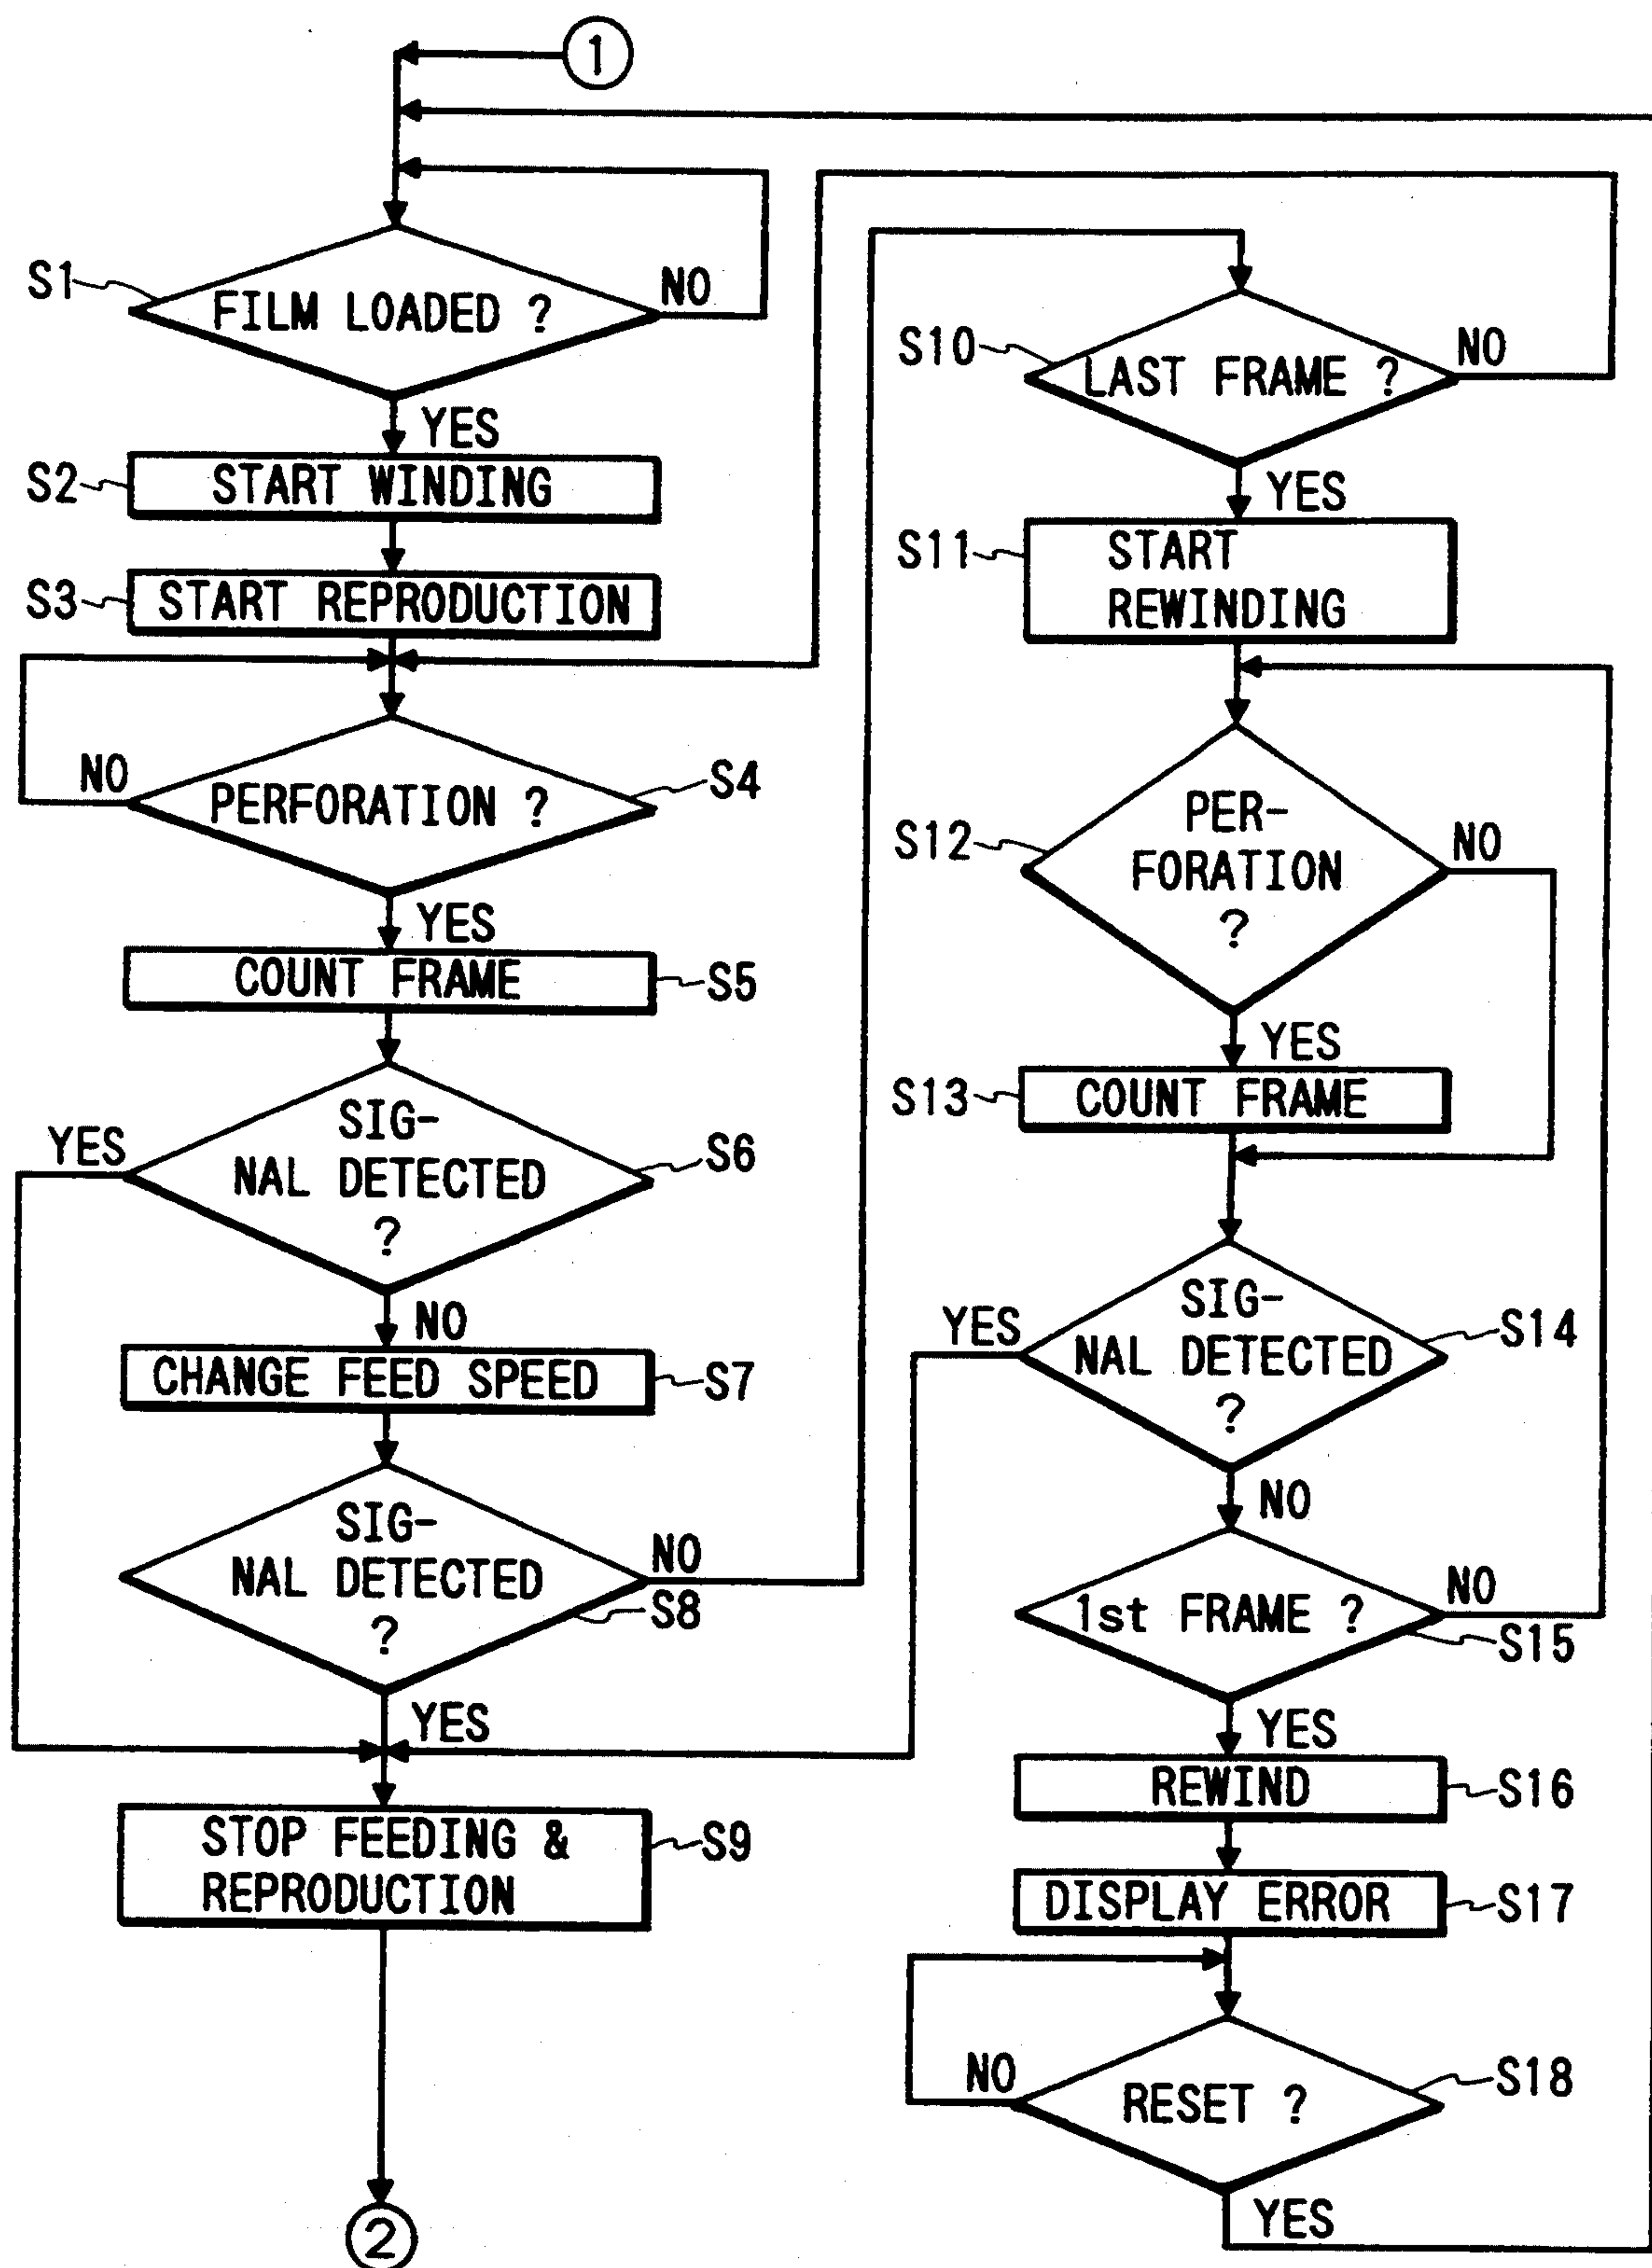 1
S1
FILM LOADED ?
NO
YES
S2
START WINDING
S3
START REPRODUCTION
NO
PERFORATION ?
S4
YES
COUNT FRAME
S5
YES
SIG-
NAL DETECTED
?
S6
NO
CHANGE FEED SPEED
S7
SIG-
NAL DETECTED
?
NO
S8
YES
STOP FEEDING &
REPRODUCTION
S9
2
S10
LAST FRAME ?
NO
YES
S11
START
REWINDING
S12
PER-
FORATION
?
NO
YES
S13
COUNT FRAME
YES
SIG-
NAL DETECTED
?
S14
NO
1st FRAME ?
NO
S15
YES
REWIND
S16
DISPLAY ERROR
S17
NO
RESET ?
S18
YES